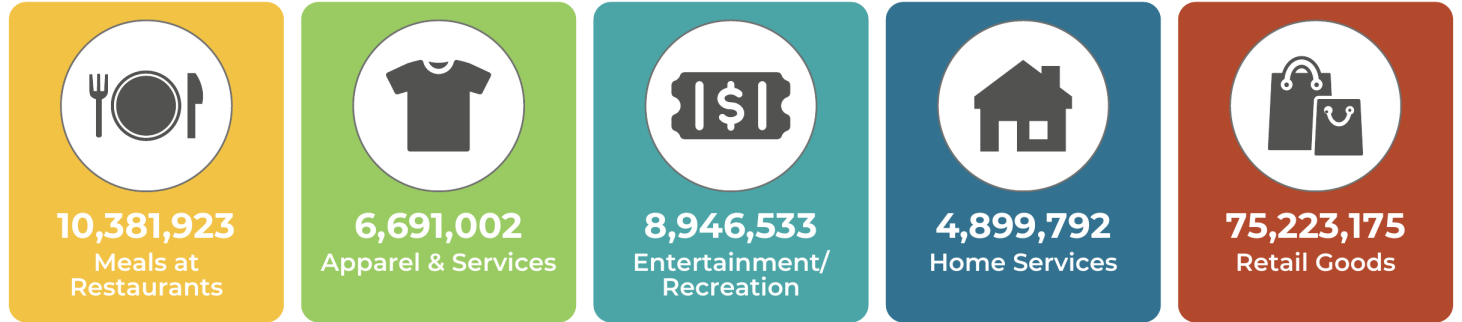 10,381,923
Meals at
Restaurants
6,691,002
Apparel & Services
$
8,946,533
Entertainment/
Recreation
4,899,792
Home Services
75,223,175
Retail Goods